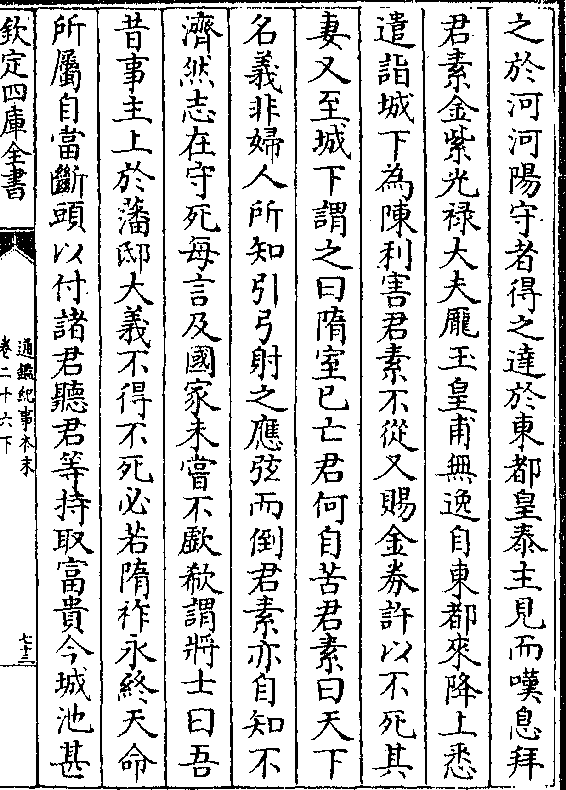 之於河河陽守者得之達於東都皇泰主見而嘆息拜
君素金紫光禄大夫龎玉皇甫無逸自東都來降上悉
遣詣城下為陳利害君素不從又賜金券許以不死其
妻又至城下謂之曰隋室已亡君何自苦君素曰天下
名義非婦人所知引弓射之應弦而倒君素亦自知不
濟然志在守死毎言及國家未嘗不歔欷謂將士曰吾
昔事主上於藩邸大義不得不死必若隋祚永終天命
所屬自當斷頭以付諸君聽君等持取富貴今城池甚
欽定四庫全書
通鑑紀事本末
卷二十六下
七十三